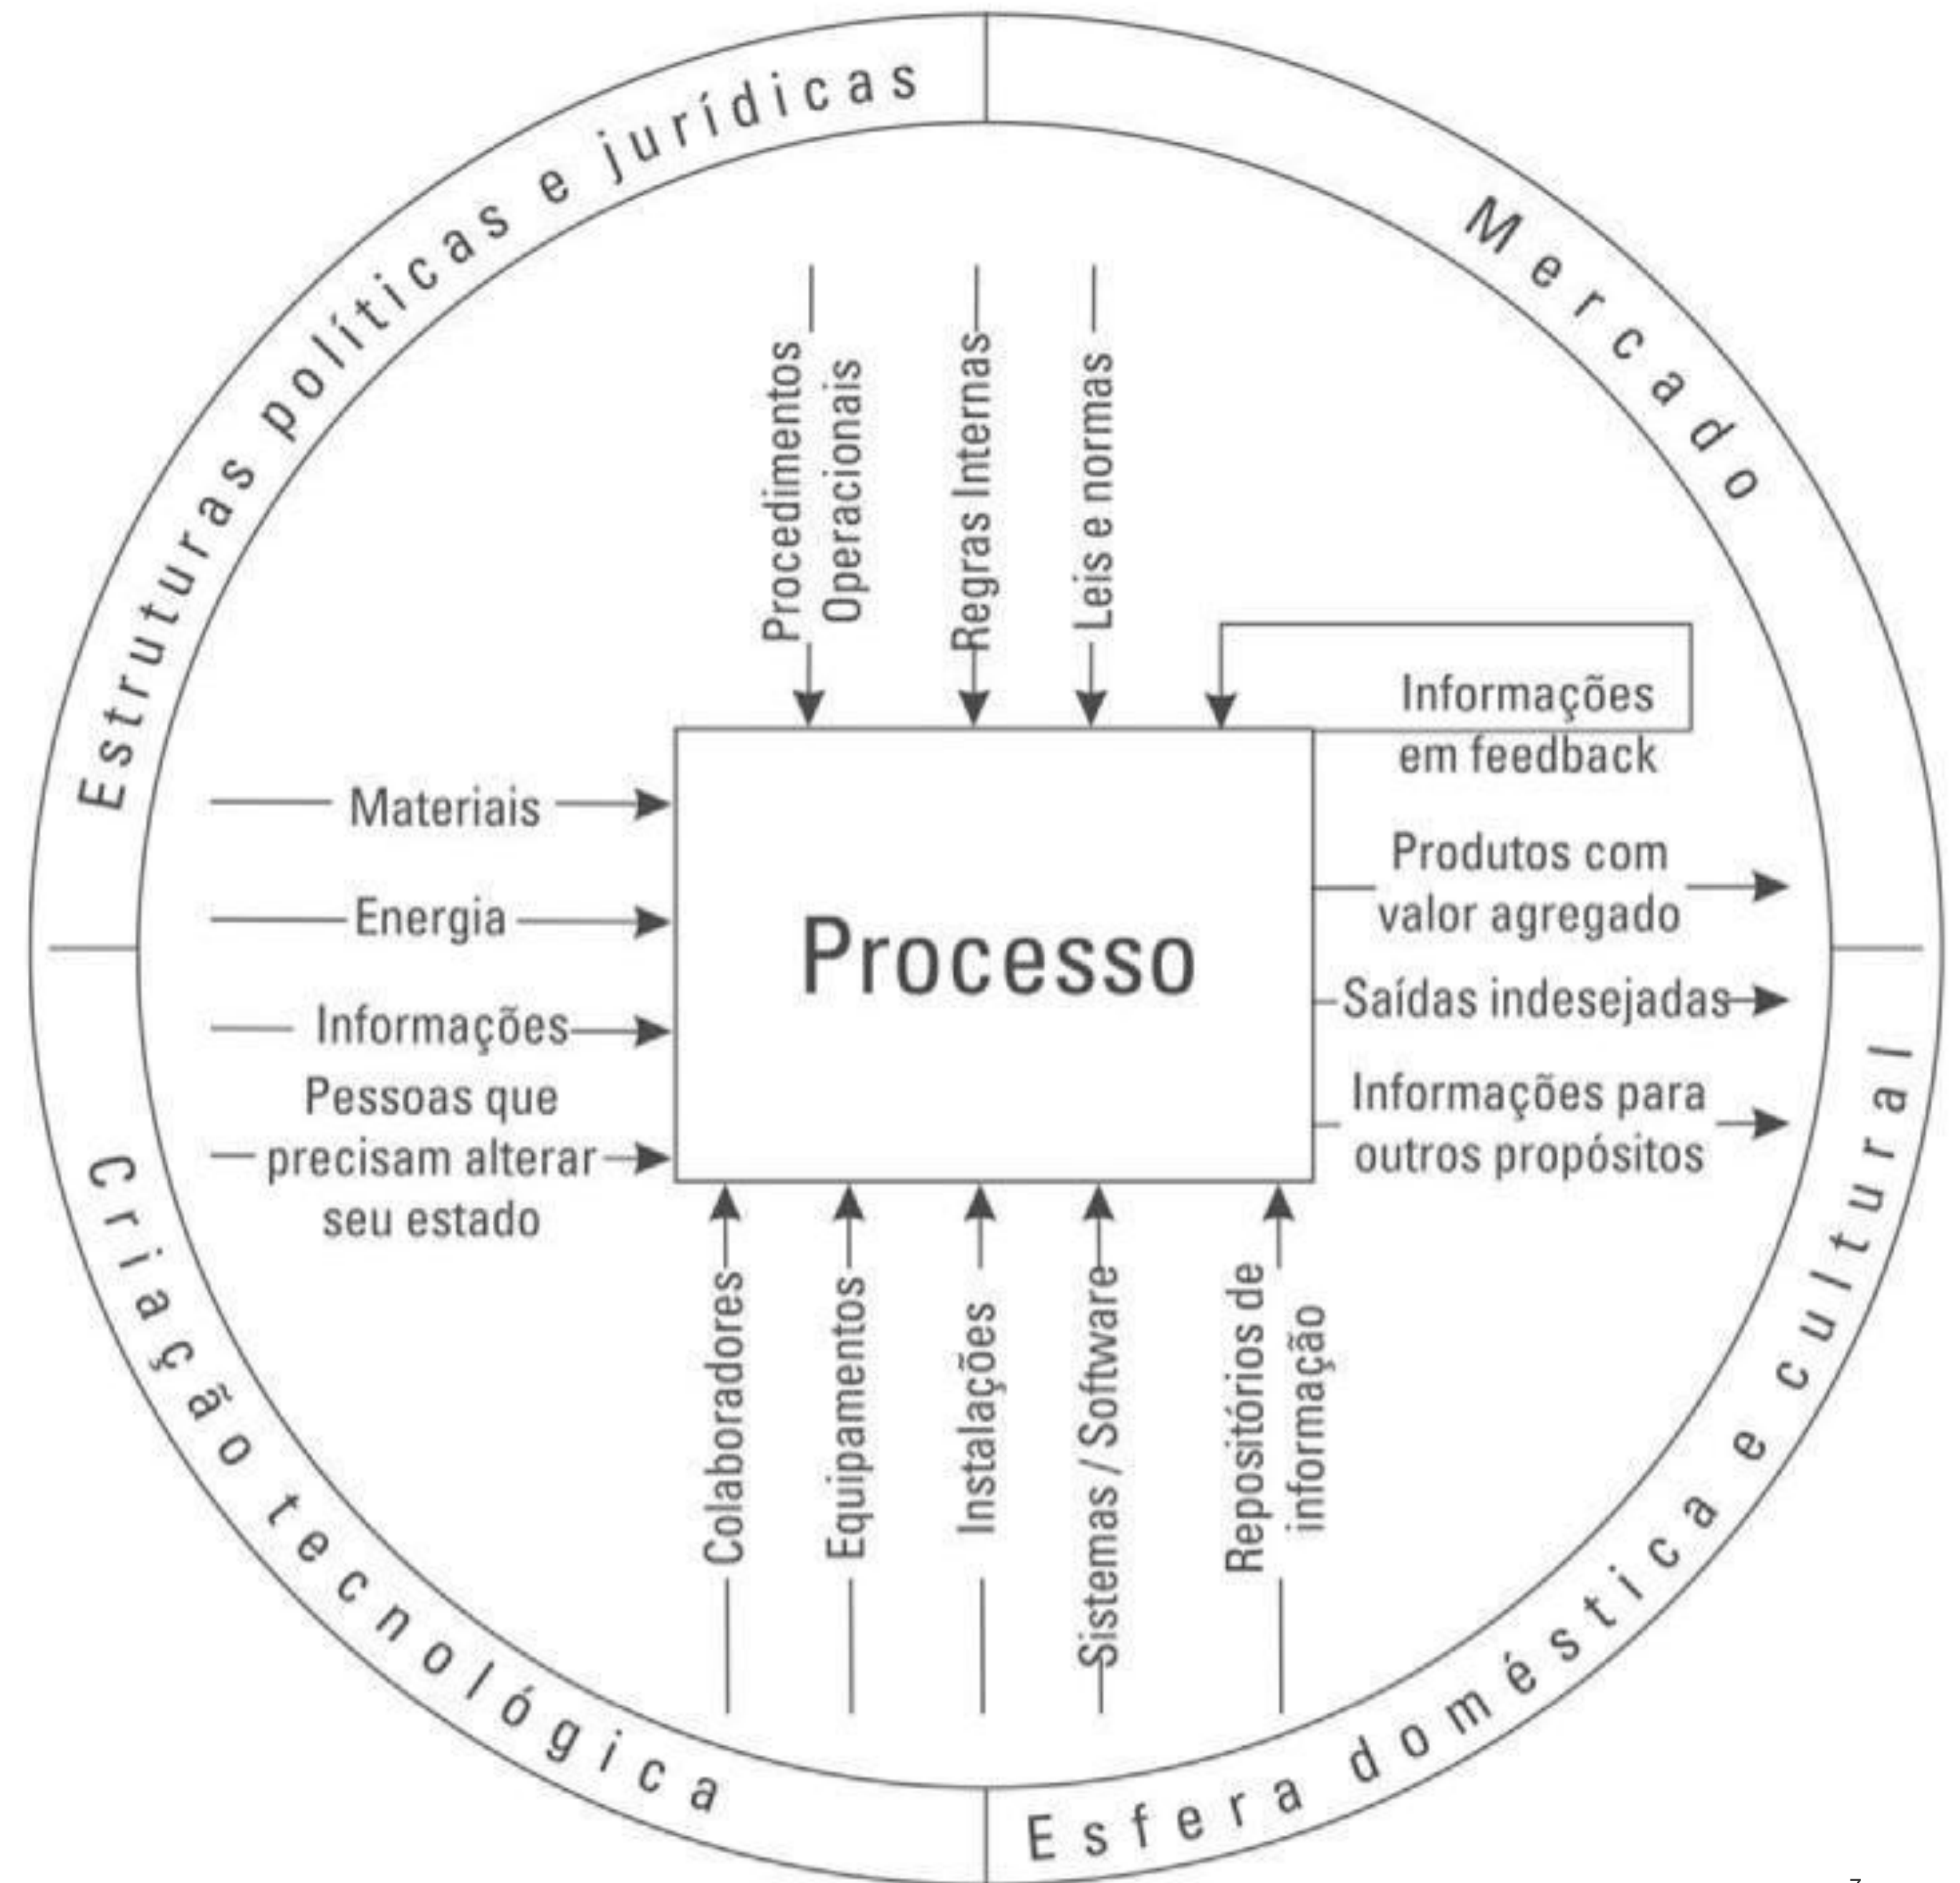 Estruturas políticas e jurídicas
Mercado
Procedimentos
Operacionais
Regras Internas
Leis e normas
Informações
em feedback
Materiais
Energia
Informações
Pessoas que
precisam alterar
seu estado
Processo
Produtos com
valor agregado
Saídas indesejadas
Informações para
outros propósitos
Colaboradores
Equipamentos
Instalações
Sistemas / Software
Repositórios de
informação
Criação tecnológica
Esfera doméstica e cultural